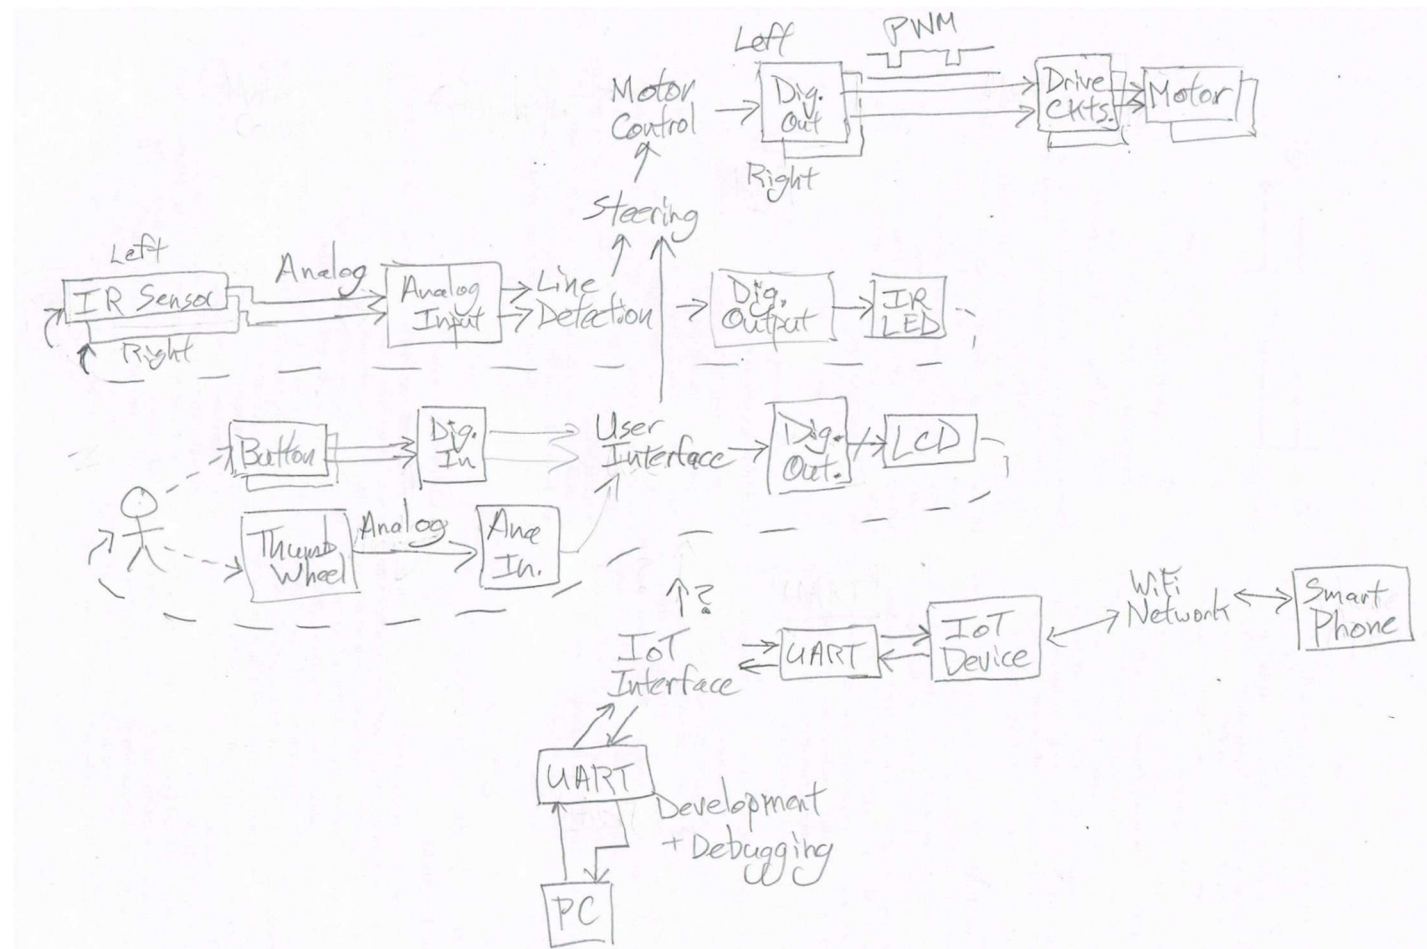 PWM
Left
Motor
Control
Dig.
Out
Drive
Ckts.
Motor
Right
Steering
Left
IR Sensor
Analog
Analog
Input
Line
Detection
Dig.
Output
IR
LED
Right
Button
Dig.
In
User
Interface
Dig.
Out.
LCD
Thumb
Wheel
Analog
Ana
In.
?
IoT
Interface
UART
IoT
Device
WiFi
Network
Smart
Phone
UART
Development
+ Debugging
PC